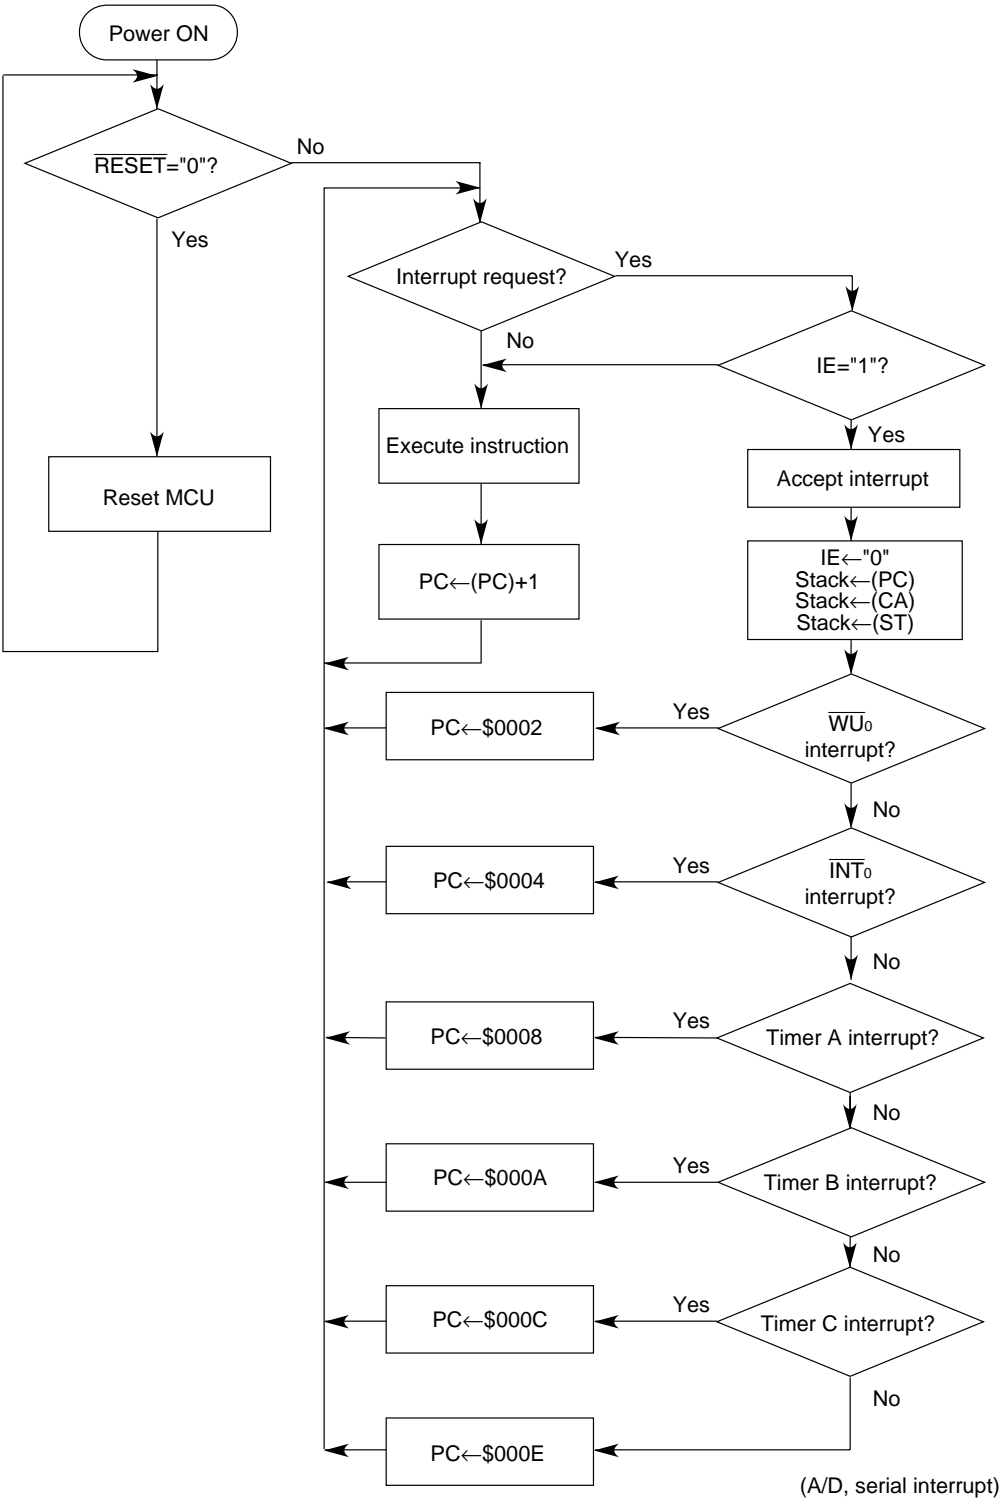 Power ON
RESET="0"?
No
Yes
Reset MCU
Interrupt request?
Yes
No
IE="1"?
Yes
Execute instruction
Accept interrupt
PC←(PC)+1
IE←"0"
Stack←(PC)
Stack←(CA)
Stack←(ST)
PC←$0002
Yes
WU0
interrupt?
No
PC←$0004
Yes
INT0
interrupt?
No
PC←$0008
Yes
Timer A interrupt?
No
PC←$000A
Yes
Timer B interrupt?
No
PC←$000C
Yes
Timer C interrupt?
No
PC←$000E
(A/D, serial interrupt)